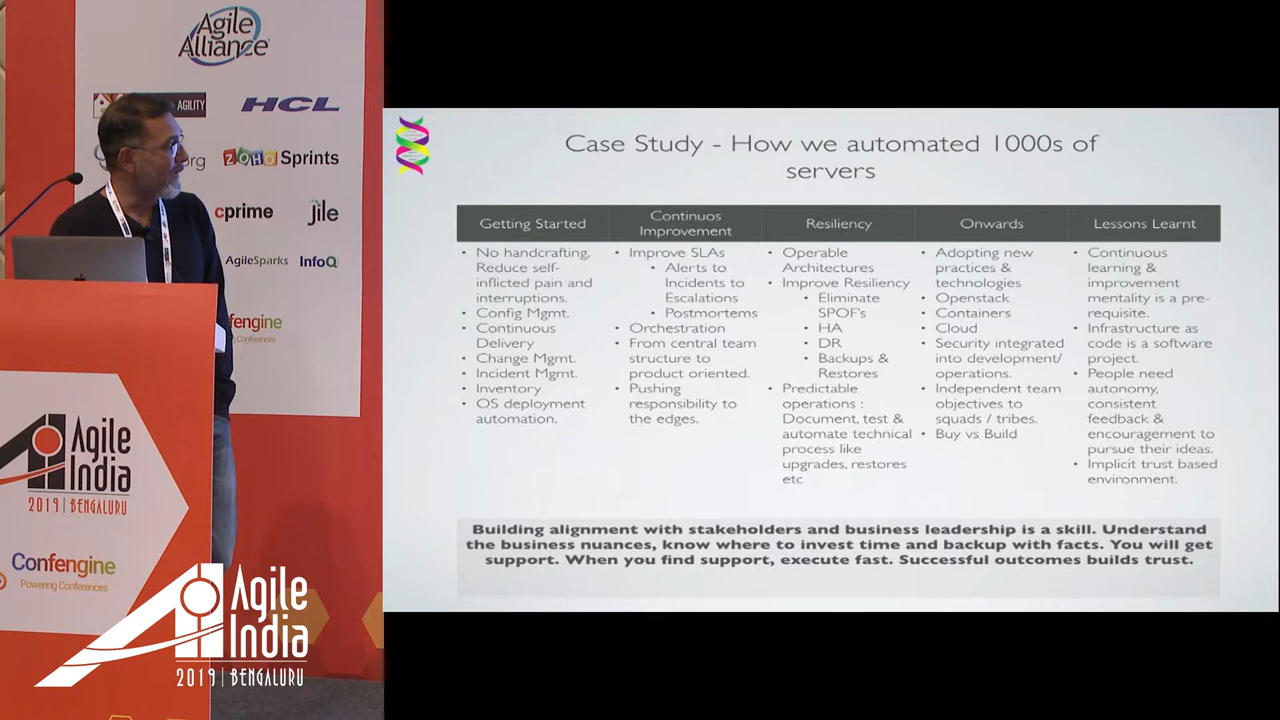 Agile
Alliance
AGILITY
HCL
ZOHO Sprints
cprime
jile
AgileSparks
InfoQ
Agile
India
2019 | BENGALURU
Confengine
Powering Conferences
Agile
India
2019 | BENGALURU
Case Study - How we automated 1000s of
servers
Getting Started
• No handcrafting,
Reduce self-
inflicted pain and
interruptions.
• Config Mgmt.
• Continuous
Delivery
• Change Mgmt.
• Incident Mgmt.
• Inventory
• OS deployment
automation.
Continuos
Improvement
• Improve SLAs
• Alerts to
Incidents to
Escalations
• Postmortems
• Orchestration
• From central team
structure to
product oriented.
• Pushing
responsibility to
the edges.
Resiliency
• Operable
Architectures
• Improve Resiliency
• Eliminate
SPOF's
• HA
• DR
• Backups &
Restores
• Predictable
operations :
Document, test &
automate technical
process like
upgrades, restores
etc
Onwards
• Adopting new
practices &
technologies
• Openstack
• Containers
• Cloud
• Security integrated
into development/
operations.
• Independent team
objectives to
squads / tribes.
• Buy vs Build
Lessons Learnt
• Continuous
learning &
improvement
mentality is a pre-
requisite.
• Infrastructure as
code is a software
project.
• People need
autonomy,
consistent
feedback &
encouragement to
pursue their ideas.
• Implicit trust based
environment.
Building alignment with stakeholders and business leadership is a skill. Understand
the business nuances, know where to invest time and backup with facts. You will get
support. When you find support, execute fast. Successful outcomes builds trust.